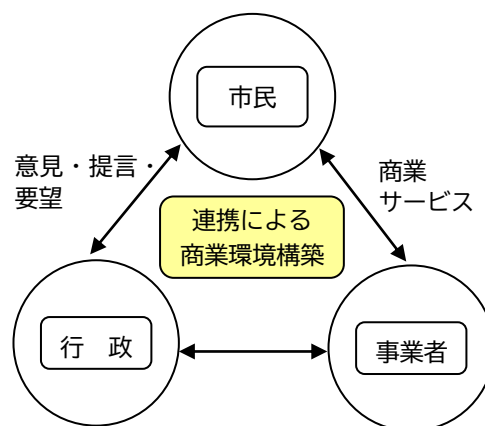 市民
意見・提言・
要望
商業
サービス
連携による
商業環境構築
行　政
事業者